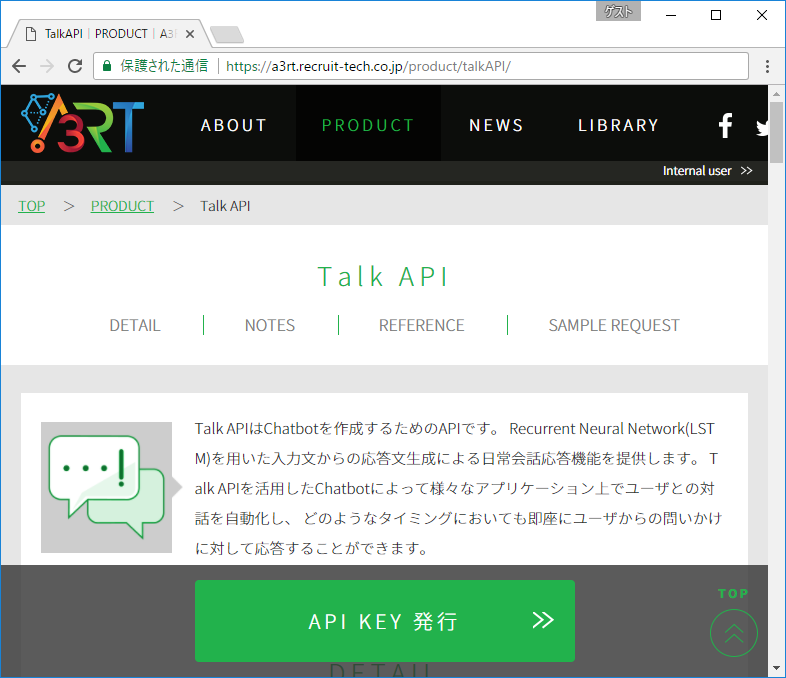 ゲスト
TalkAPI | PRODUCT | A3
保護された通信 | https://a3rt.recruit-tech.co.jp/product/talkAPI/
A3RT ABOUT PRODUCT NEWS LIBRARY
Internal user >>
TOP > PRODUCT > Talk API
Talk API
DETAIL | NOTES | REFERENCE | SAMPLE REQUEST
Talk APIはChatbotを作成するためのAPIです。 Recurrent Neural Network(LST
M)を用いた入力文からの応答文生成による日常会話応答機能を提供します。 T
alk APIを活用したChatbotによって様々なアプリケーション上でユーザとの対
話を自動化し、 どのようなタイミングにおいても即座にユーザからの問いかけ
に対して応答することができます。
TOP
API KEY 発行
DETAIL